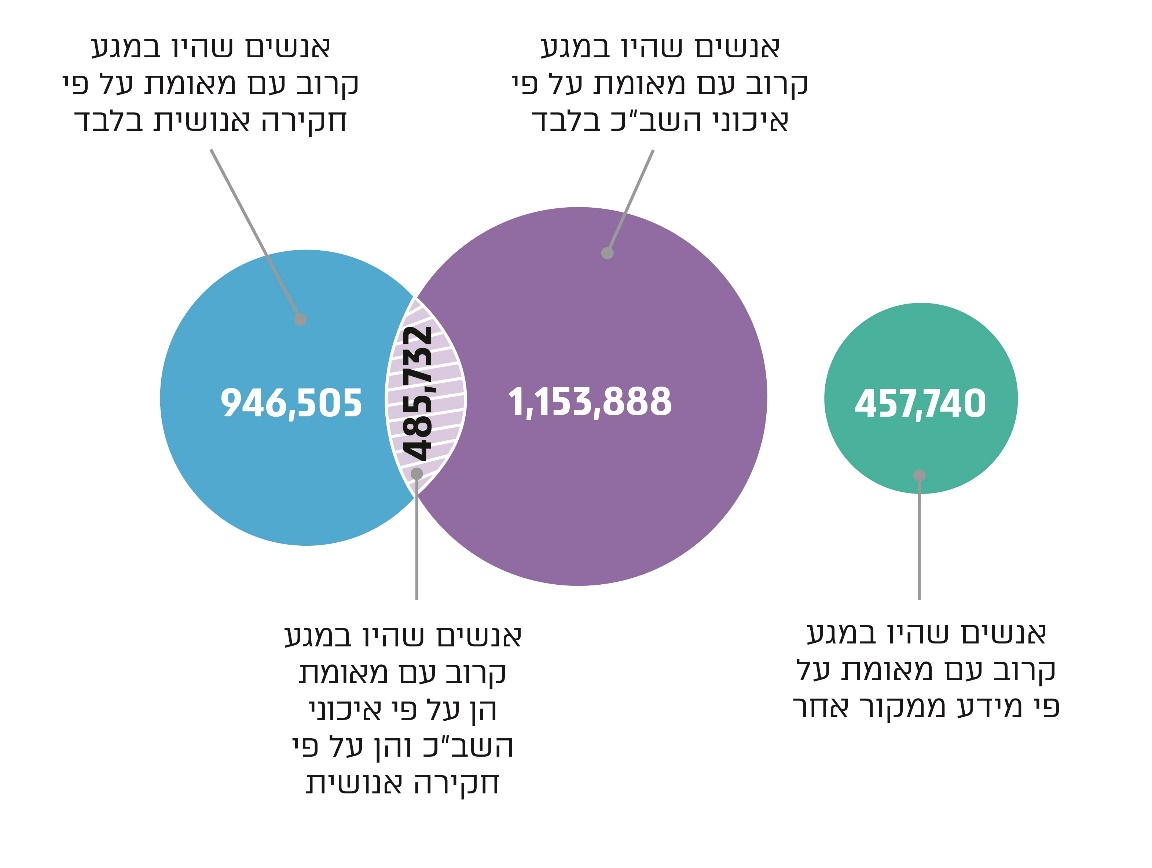 אנשים שהיו במגע
קרוב עם מאומת על פי
איכוני השב"כ בלבד
אנשים שהיו במגע
קרוב עם מאומת על פי
חקירה אנושית בלבד
457,740
1,153,888
485,732
946,505
אנשים שהיו במגע
קרוב עם מאומת על
פי מידע ממקור אחר
אנשים שהיו במגע
קרוב עם מאומת
הן על פי איכוני
השב"כ והן על פי
חקירה אנושית